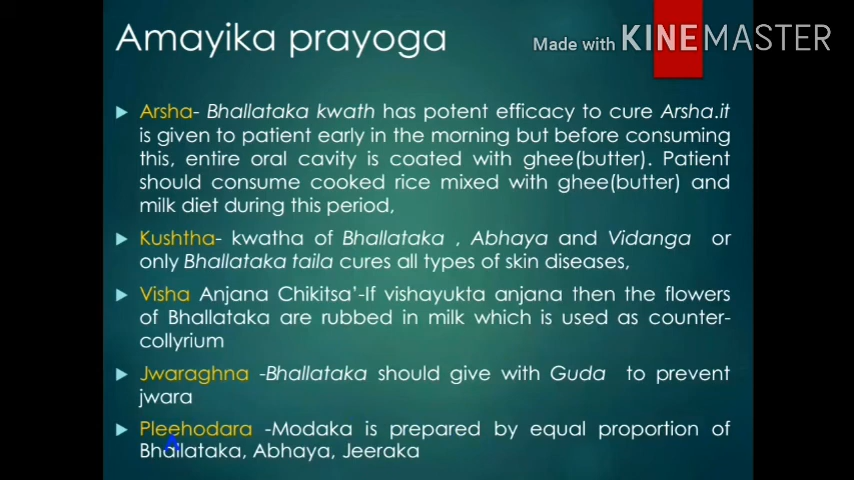 Amayika prayoga
Made with KINEMASTER
Arsha- Bhallataka kwath has potent efficacy to cure Arsha.it
is given to patient early in the morning but before consuming
this, entire oral cavity is coated with ghee(butter). Patient
should consume cooked rice mixed with ghee(butter) and
milk diet during this period,
Kushtha- kwatha of Bhallataka , Abhaya and Vidanga or
only Bhallataka taila cures all types of skin diseases,
Visha Anjana Chikitsa’-If vishayukta anjana then the flowers
of Bhallataka are rubbed in milk which is used as counter-
collyrium
Jwaraghna -Bhallataka should give with Guda to prevent
jwara
Pleehodara -Modaka is prepared by equal proportion of
Bhallataka, Abhaya, Jeeraka